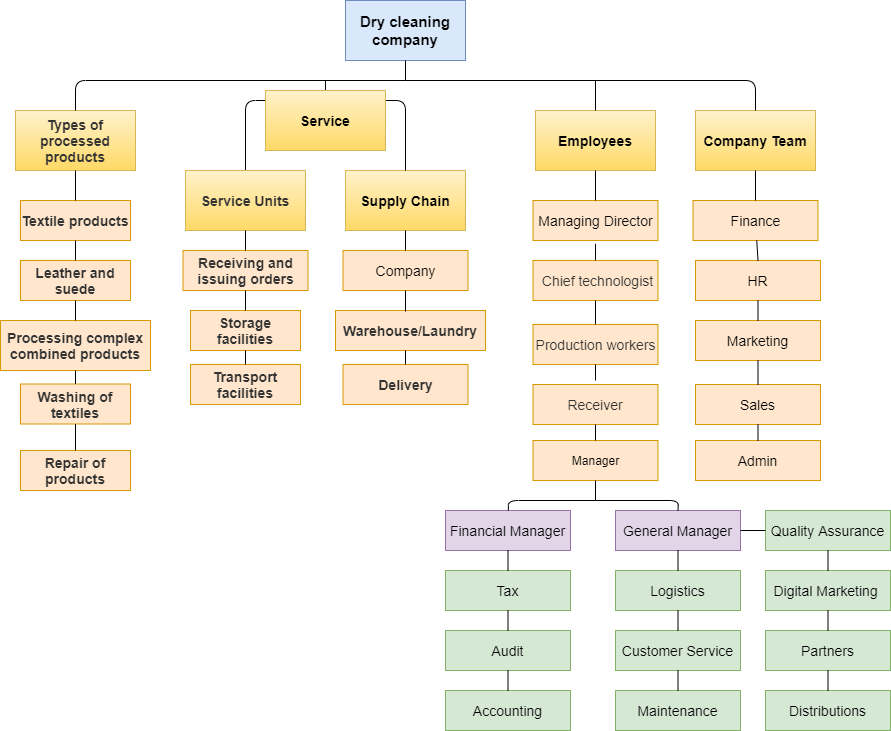 Dry cleaning
company
Types of
processed
products
Service
Employees
Company Team
Service Units
Supply Chain
Textile products
Managing Director
Finance
Receiving and
issuing orders
Company
Leather and
suede
Chief technologist
HR
Storage
facilities
Warehouse/Laundry
Processing complex
combined products
Production workers
Marketing
Transport
facilities
Delivery
Washing of
textiles
Receiver
Sales
Repair of
products
Manager
Admin
Financial Manager
General Manager
Quality Assurance
Tax
Logistics
Digital Marketing
Audit
Customer Service
Partners
Accounting
Maintenance
Distributions